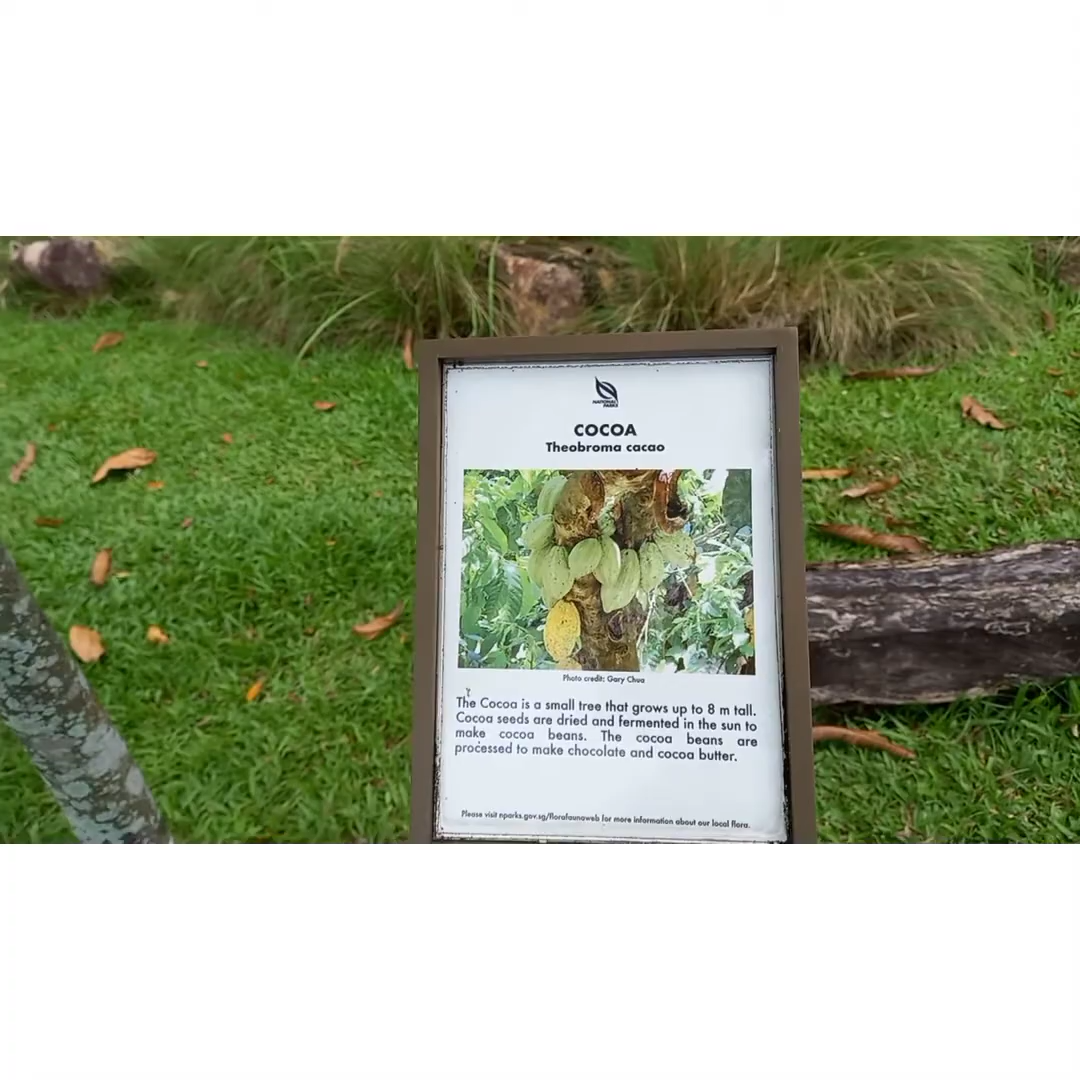 NATIONAL
PARKS
COCOA
Theobroma cacao
Photo credit: Gary Chua
The Cocoa is a small tree that grows up to 8 m tall.
Cocoa seeds are dried and fermented in the sun to
make cocoa beans. The cocoa beans are
processed to make chocolate and cocoa butter.
Please visit nparks.gov.sg/florafaunaweb for more information about our local flora.